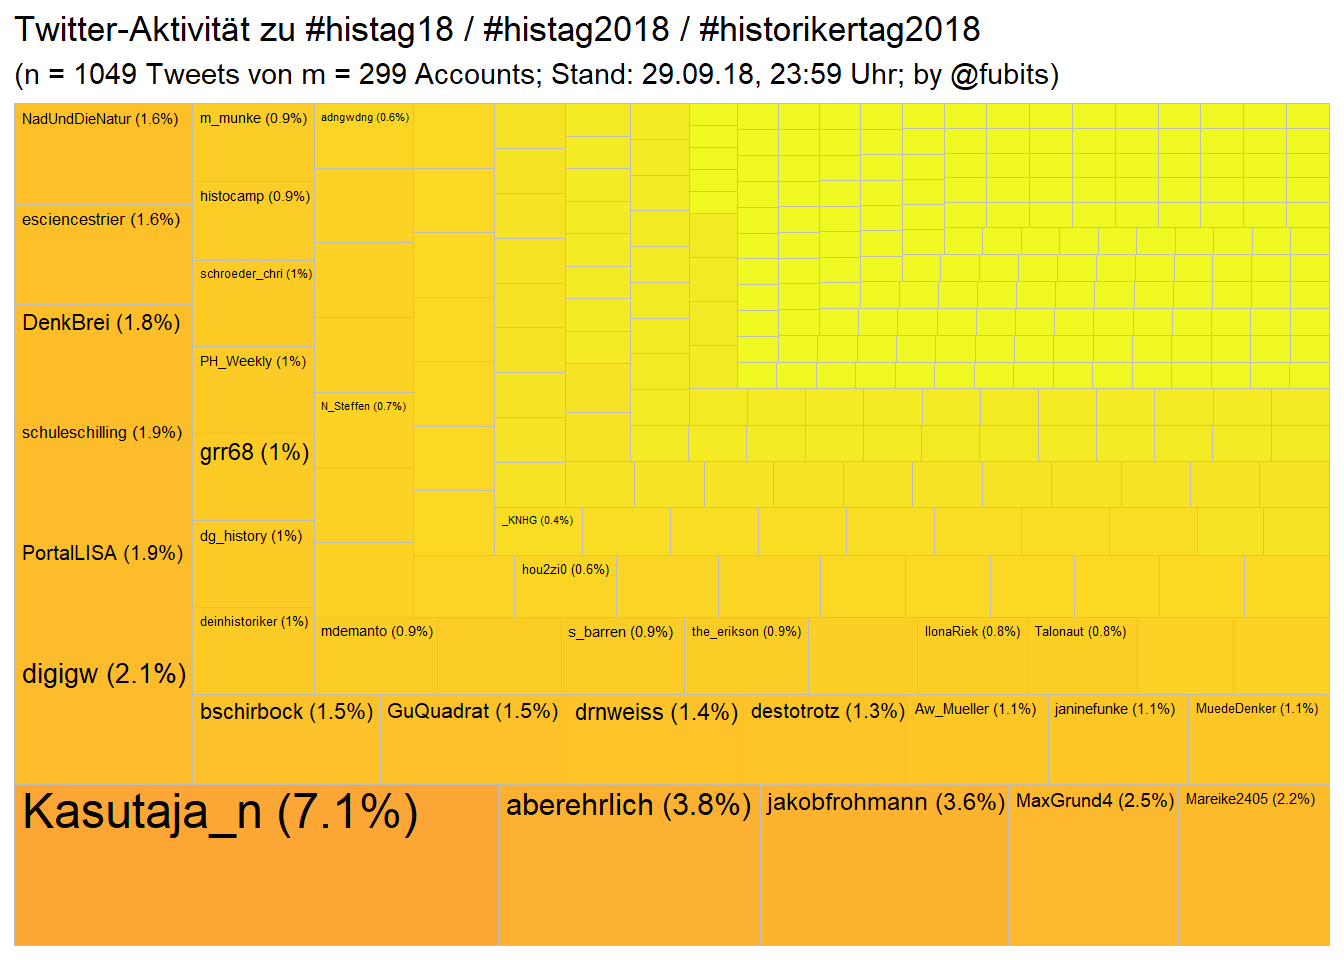 Twitter-Aktivität zu #histag18 / #histag2018 / #historikertag2018
(n = 1049 Tweets von m = 299 Accounts; Stand: 29.09.18, 23:59 Uhr; by @fubits)
NadUndDieNatur (1.6%)
esciencestrier (1.6%)
DenkBrei (1.8%)
schuleschilling (1.9%)
PortalLISA (1.9%)
digigw (2.1%)
m_munke (0.9%)
histocamp (0.9%)
schroeder_chri (1%)
PH_Weekly (1%)
grr68 (1%)
dg_history (1%)
deinhistoriker (1%)
adngwdng (0.6%)
N_Steffen (0.7%)
_KNHG (0.4%)
hou2zi0 (0.6%)
mdemanto (0.9%)
s_barren (0.9%)
the_erikson (0.9%)
IlonaRiek (0.8%)
Talonaut (0.8%)
bschirbock (1.5%)
GuQuadrat (1.5%)
drnweiss (1.4%)
destotrotz (1.3%)
Aw_Mueller (1.1%)
janinefunke (1.1%)
MuedeDenker (1.1%)
Kasutaja_n (7.1%)
aberehrlich (3.8%)
jakobfrohmann (3.6%)
MaxGrund4 (2.5%)
Mareike2405 (2.2%)